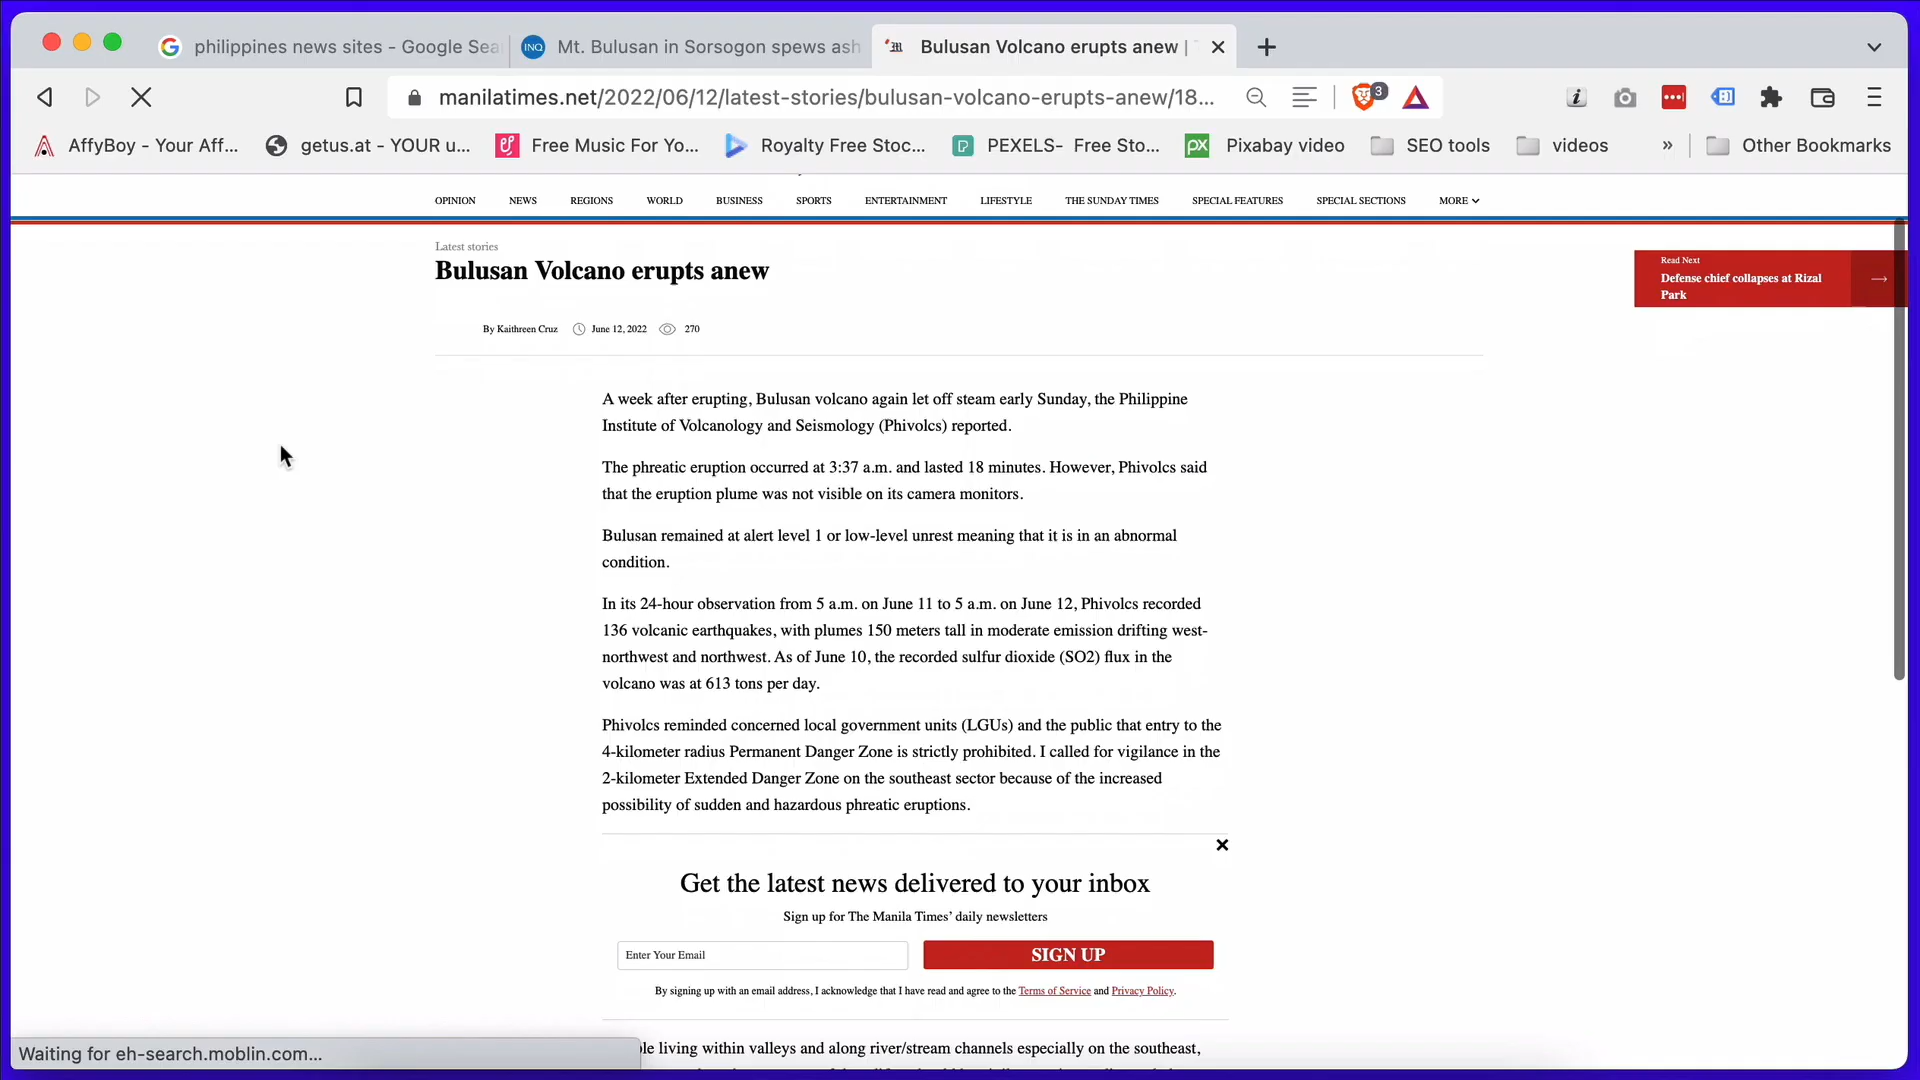 philippines news sites - Google Sea
INQ
Mt. Bulusan in Sorsogon spews ash
Bulusan Volcano erupts anew |
manilatimes.net/2022/06/12/latest-stories/bulusan-volcano-erupts-anew/18...
3
AffyBoy - Your Aff...
getus.at - YOUR u...
Free Music For Yo...
Royalty Free Stoc...
PEXELS- Free Sto...
px
Pixabay video
SEO tools
videos
»
Other Bookmarks
OPINION NEWS REGIONS WORLD BUSINESS SPORTS ENTERTAINMENT LIFESTYLE THE SUNDAY TIMES SPECIAL FEATURES SPECIAL SECTIONS MORE
Latest stories
Bulusan Volcano erupts anew
Read Next
Defense chief collapses at Rizal
Park
By Kaithreen Cruz June 12, 2022 270
A week after erupting, Bulusan volcano again let off steam early Sunday, the Philippine
Institute of Volcanology and Seismology (Phivolcs) reported.
The phreatic eruption occurred at 3:37 a.m. and lasted 18 minutes. However, Phivolcs said
that the eruption plume was not visible on its camera monitors.
Bulusan remained at alert level 1 or low-level unrest meaning that it is in an abnormal
condition.
In its 24-hour observation from 5 a.m. on June 11 to 5 a.m. on June 12, Phivolcs recorded
136 volcanic earthquakes, with plumes 150 meters tall in moderate emission drifting west-
northwest and northwest. As of June 10, the recorded sulfur dioxide (SO2) flux in the
volcano was at 613 tons per day.
Phivolcs reminded concerned local government units (LGUs) and the public that entry to the
4-kilometer radius Permanent Danger Zone is strictly prohibited. I called for vigilance in the
2-kilometer Extended Danger Zone on the southeast sector because of the increased
possibility of sudden and hazardous phreatic eruptions.
Get the latest news delivered to your inbox
Sign up for The Manila Times' daily newsletters
Enter Your Email
SIGN UP
By signing up with an email address, I acknowledge that I have read and agree to the Terms of Service and Privacy Policy.
le living within valleys and along river/stream channels especially on the southeast,
Waiting for eh-search.moblin.com...